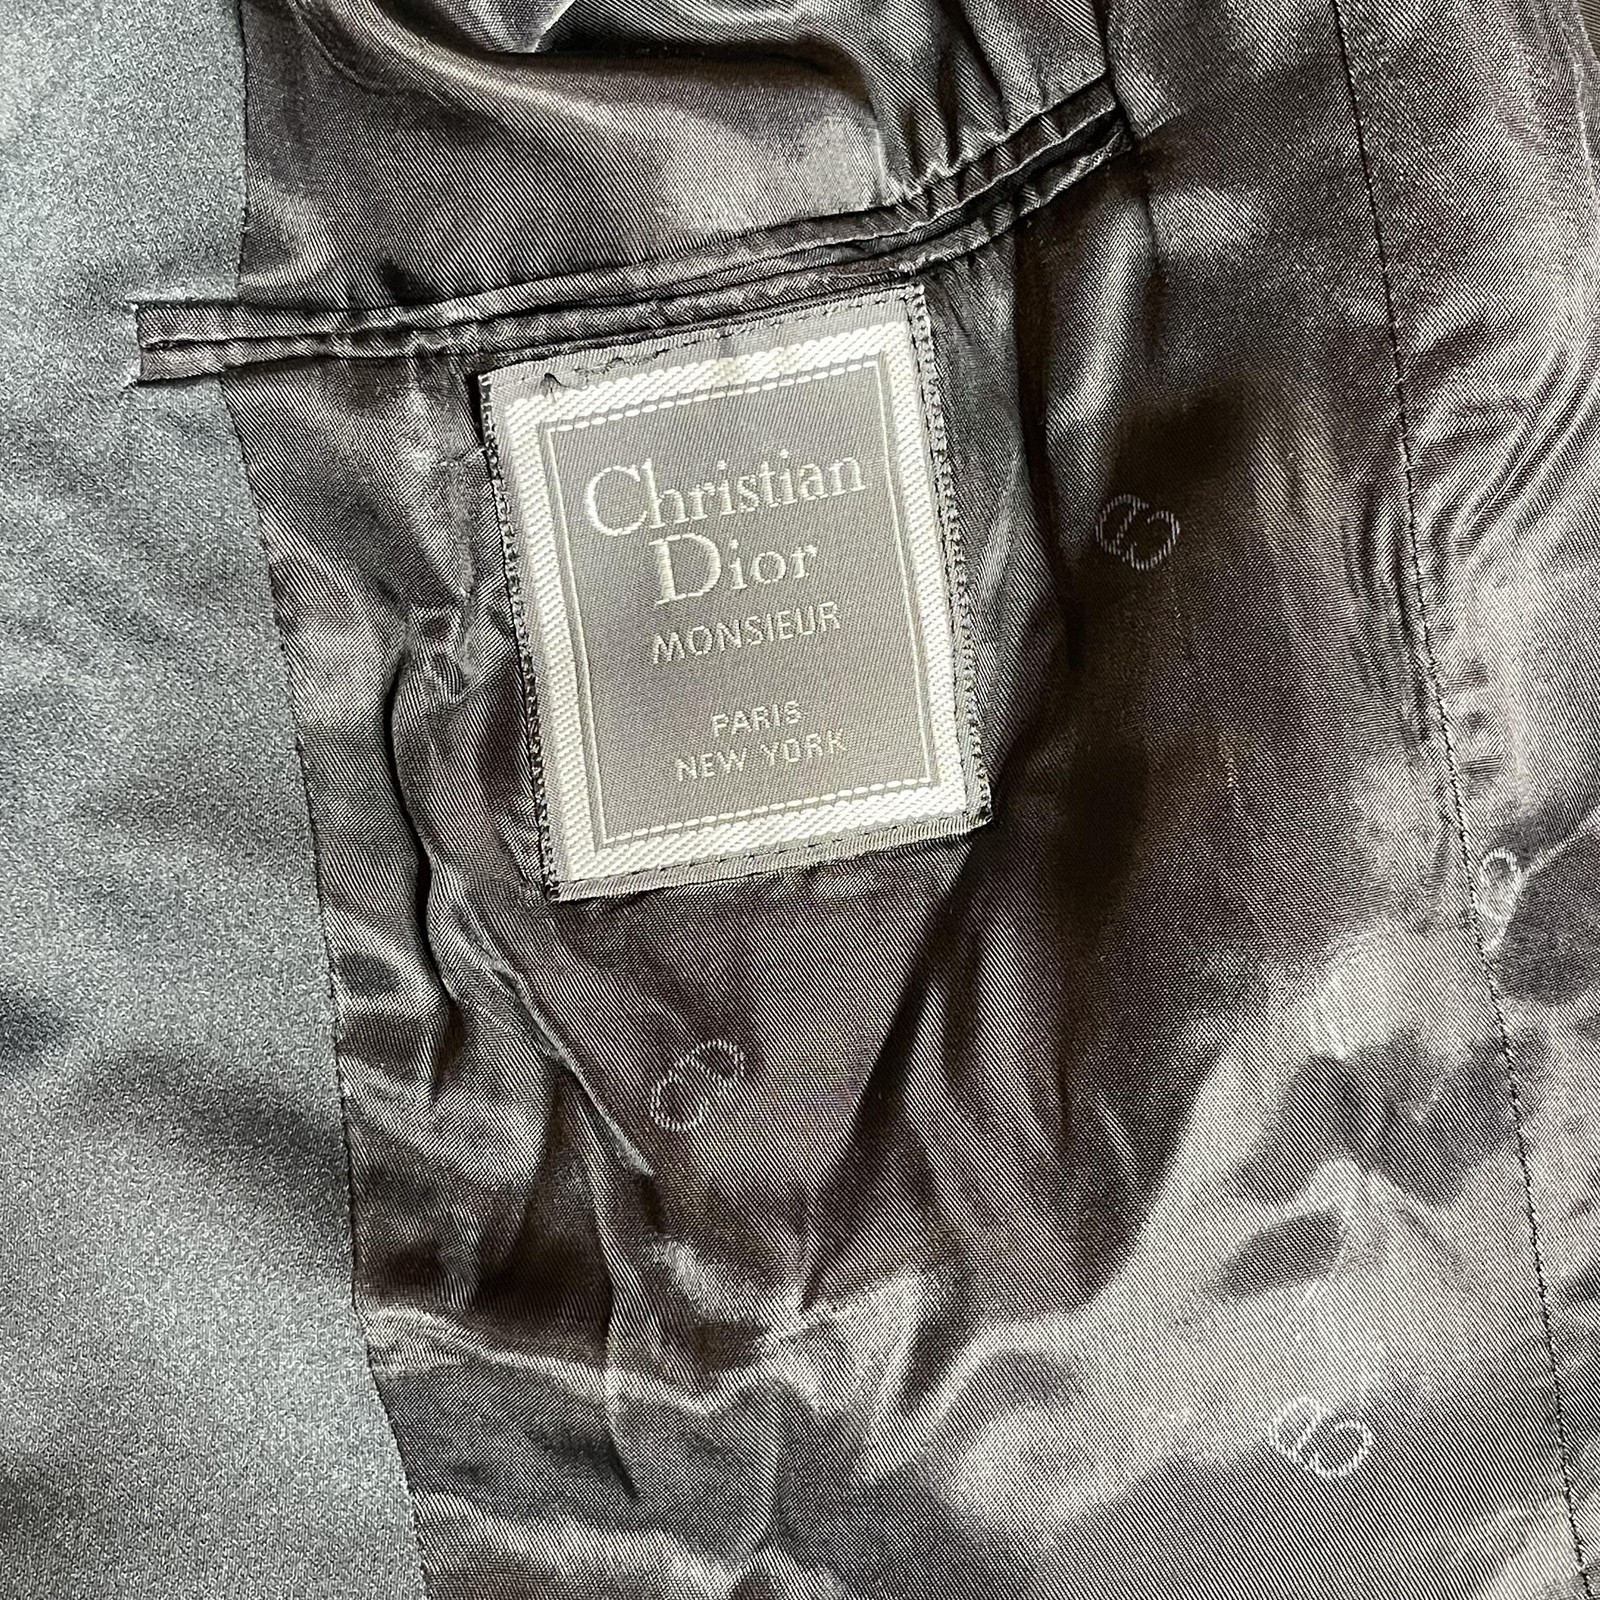 Christian
Dior
MONSIEUR
PARIS
NEW YORK